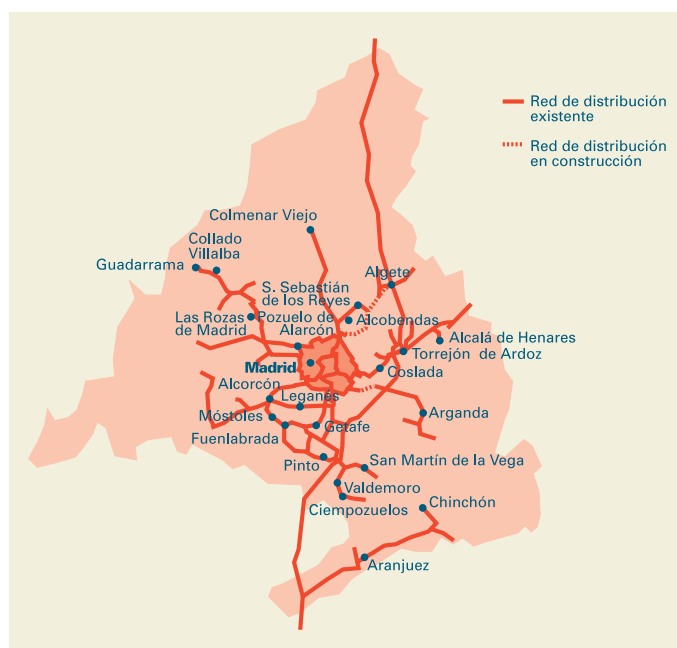 Red de distribución
existente
Red de distribución
en construcción
Colmenar Viejo
Collado
Villalba
Guadarrama
Algete
S. Sebastián
de los Reyes
Las Rozas
de Madrid
Pozuelo de
Alarcón
Alcobendas
Alcalá de Henares
Torrejón de Ardoz
Madrid
Coslada
Alcorcón
Leganés
Móstoles
Arganda
Getafe
Fuenlabrada
Pinto
San Martín de la Vega
Valdemoro
Chinchón
Ciempozuelos
Aranjuez